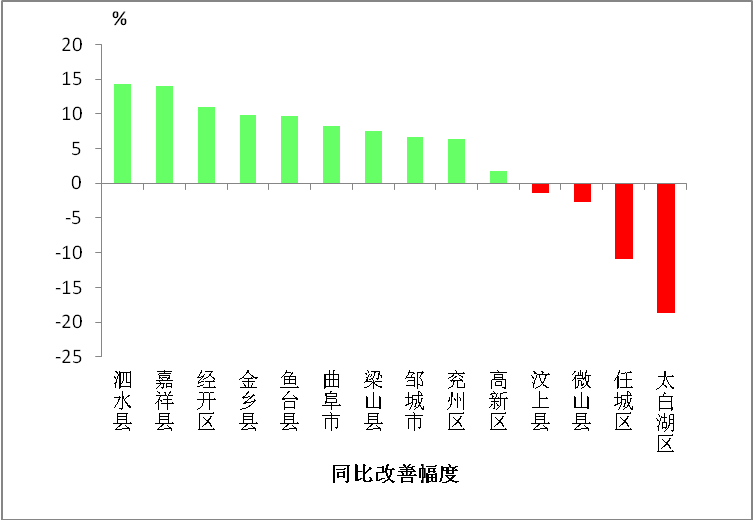 %
20
15
10
5
0
-5
-10
-15
-20
-25
泗水县
嘉祥县
经开区
金乡县
鱼台县
曲阜市
梁山县
邹城市
兖州区
高新区
汶上县
微山县
任城区
太白湖区
同比改善幅度